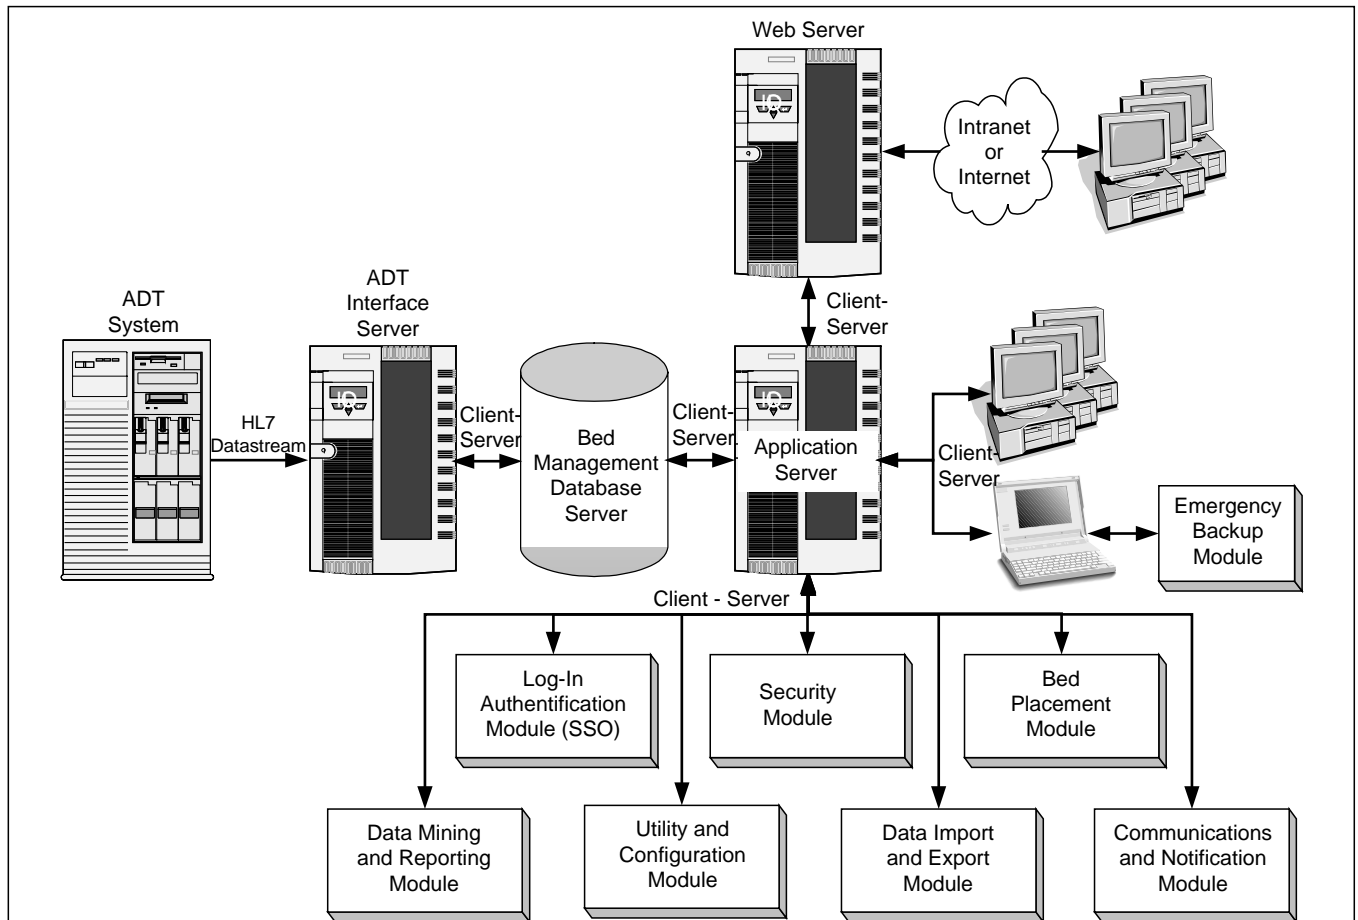 Web Server
Intranet
or
Internet
ADT
System
ADT
Interface
Server
Client-
Server
HL7
Datastream
Client-
Server
Bed
Management
Database
Server
Client-
Server
Application
Server
Client-
Server
Emergency
Backup
Module
Client - Server
Log-In
Authentification
Module (SSO)
Security
Module
Bed
Placement
Module
Data Mining
and Reporting
Module
Utility and
Configuration
Module
Data Import
and Export
Module
Communications
and Notification
Module